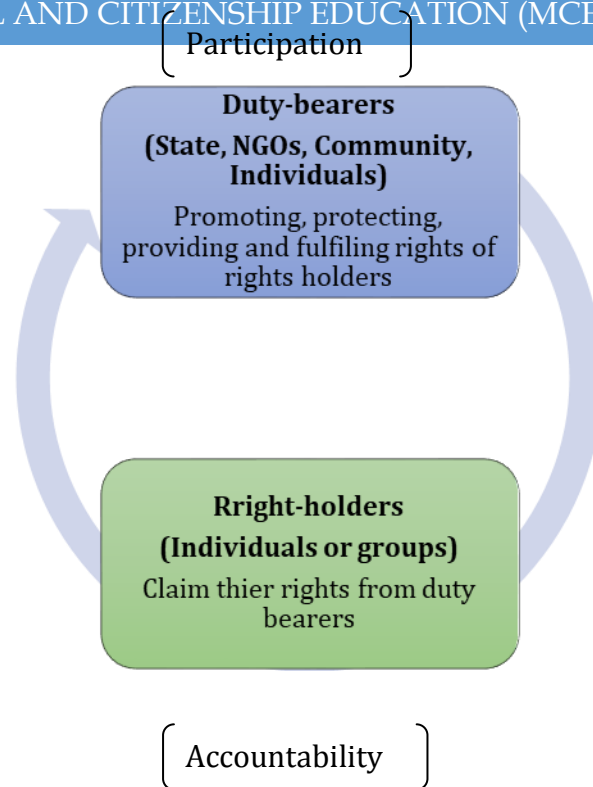 L AND CITIZENSHIP EDUCATION (MCE
Participation
Duty-bearers
(State, NGOs, Community,
Individuals)
Promoting, protecting,
providing and fulfiling rights of
rights holders
Rright-holders
(Individuals or groups)
Claim thier rights from duty
bearers
Accountability